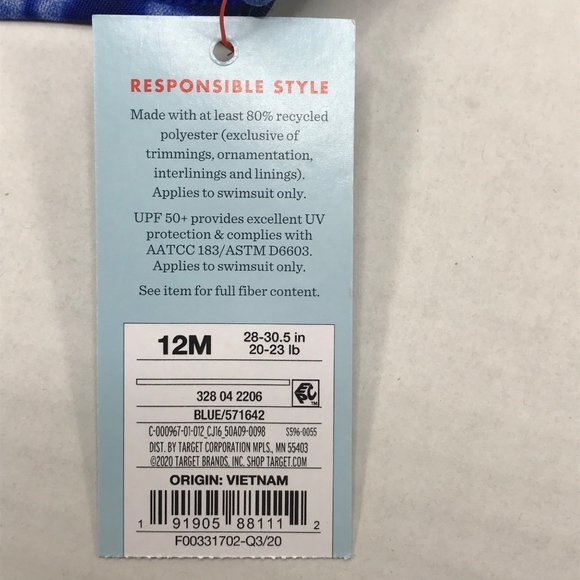 RESPONSIBLE STYLE
Made with at least 80% recycled
polyester (exclusive of
trimmings, ornamentation,
interlinings and linings).
Applies to swimsuit only.
UPF 50+ provides excellent UV
protection & complies with
AATCC 183/ASTM D6603.
Applies to swimsuit only.
See item for full fiber content.
12M
28-30.5 in
20-23 lb
328 04 2206
TM
BLUE/571642
C-000967-01-012_CJ16_50A09-0098 S596-0055
DIST. BY TARGET CORPORATION MPLS., MN 55403
©2020 TARGET BRANDS, INC. SHOP TARGET.COM
ORIGIN: VIETNAM
1 91905 88111 2
F00331702-Q3/20